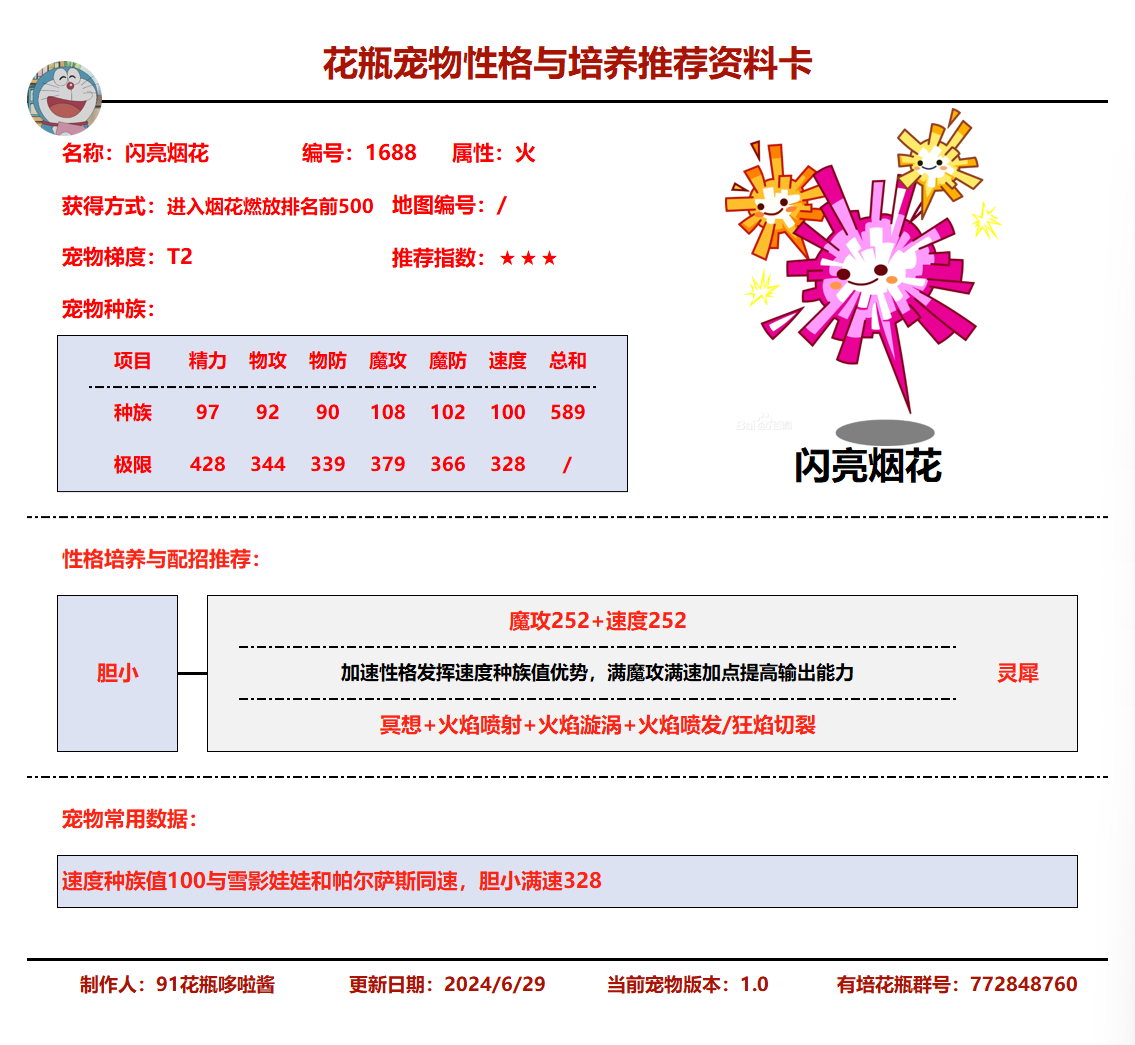 花瓶宠物性格与培养推荐资料卡
名称：闪亮烟花 编号：1688 属性：火
获得方式：进入烟花燃放排名前500 地图编号：/
宠物梯度：T2 推荐指数：★★★
宠物种族：
项目 精力 物攻 物防 魔攻 魔防 速度 总和
种族 97 92 90 108 102 100 589
极限 428 344 339 379 366 328 /
闪亮烟花
性格培养与配招推荐：
魔攻252+速度252
胆小 加速性格发挥速度种族值优势，满魔攻满速加点提高输出能力 灵犀
冥想+火焰喷射+火焰漩涡+火焰喷发/狂焰切裂
宠物常用数据：
速度种族值100与雪影娃娃和帕尔萨斯同速，胆小满速328
制作人：91花瓶哆啦酱 更新日期：2024/6/29 当前宠物版本：1.0 有培花瓶群号：772848760